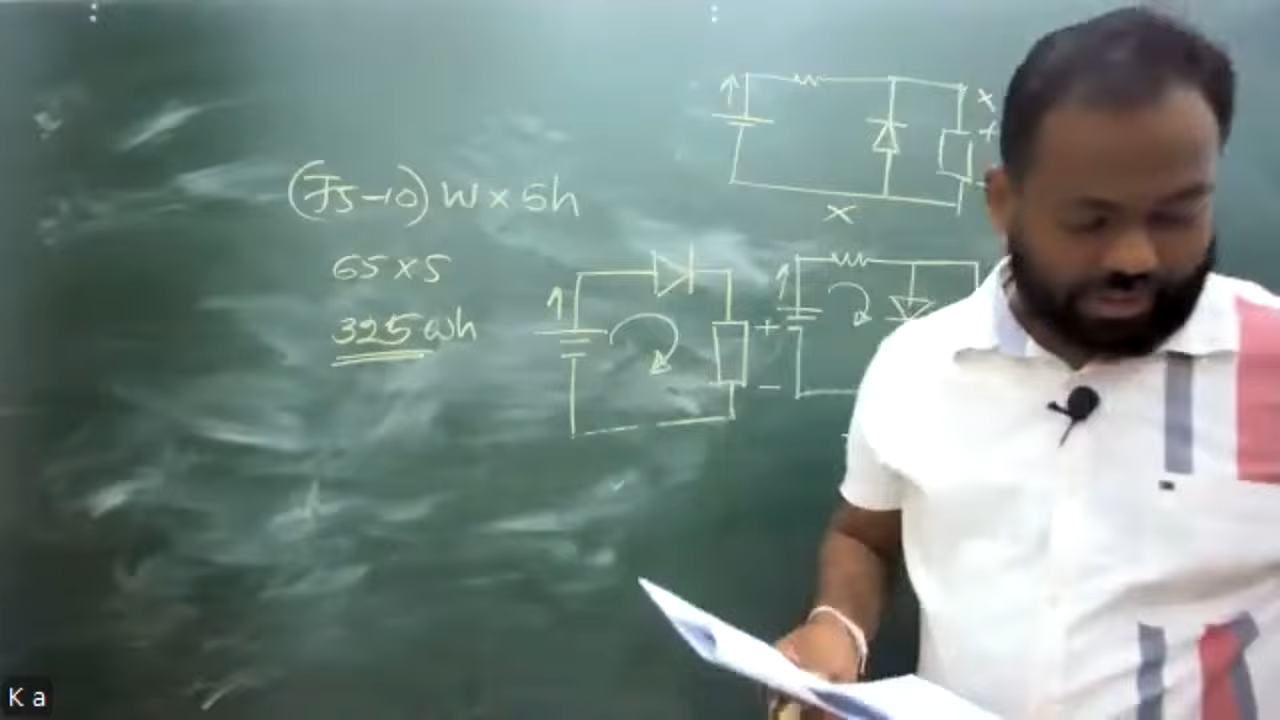 (75-10) W x 5h
65 x 5
325 Wh
x
+
x
+
-
K a